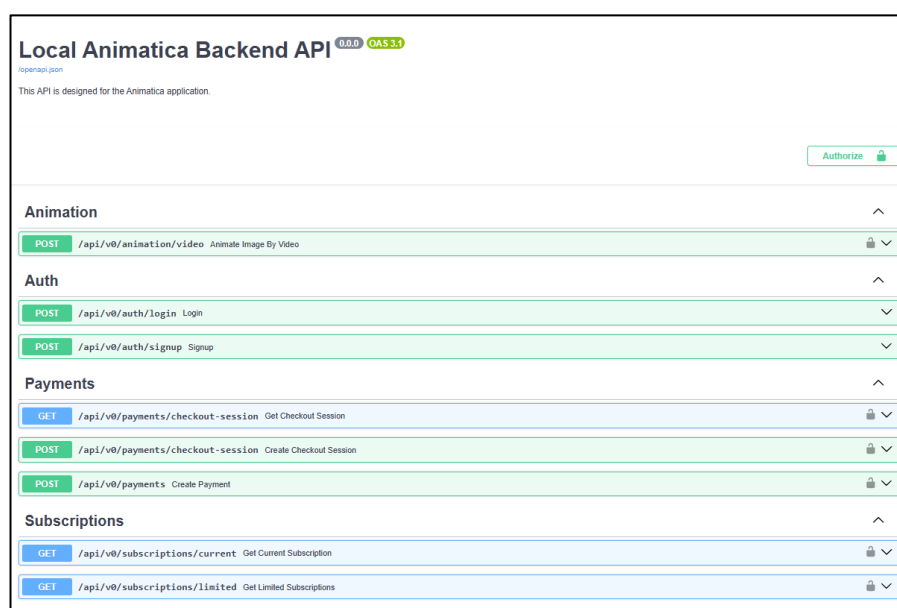 Local Animatica Backend API 0.0.0 OAS 3.1
/openapi.json
This API is designed for the Animatica application.
Authorize
Animation
POST /api/v0/animation/video Animate Image By Video
Auth
POST /api/v0/auth/login Login
POST /api/v0/auth/signup Signup
Payments
GET /api/v0/payments/checkout-session Get Checkout Session
POST /api/v0/payments/checkout-session Create Checkout Session
POST /api/v0/payments Create Payment
Subscriptions
GET /api/v0/subscriptions/current Get Current Subscription
GET /api/v0/subscriptions/limited Get Limited Subscriptions